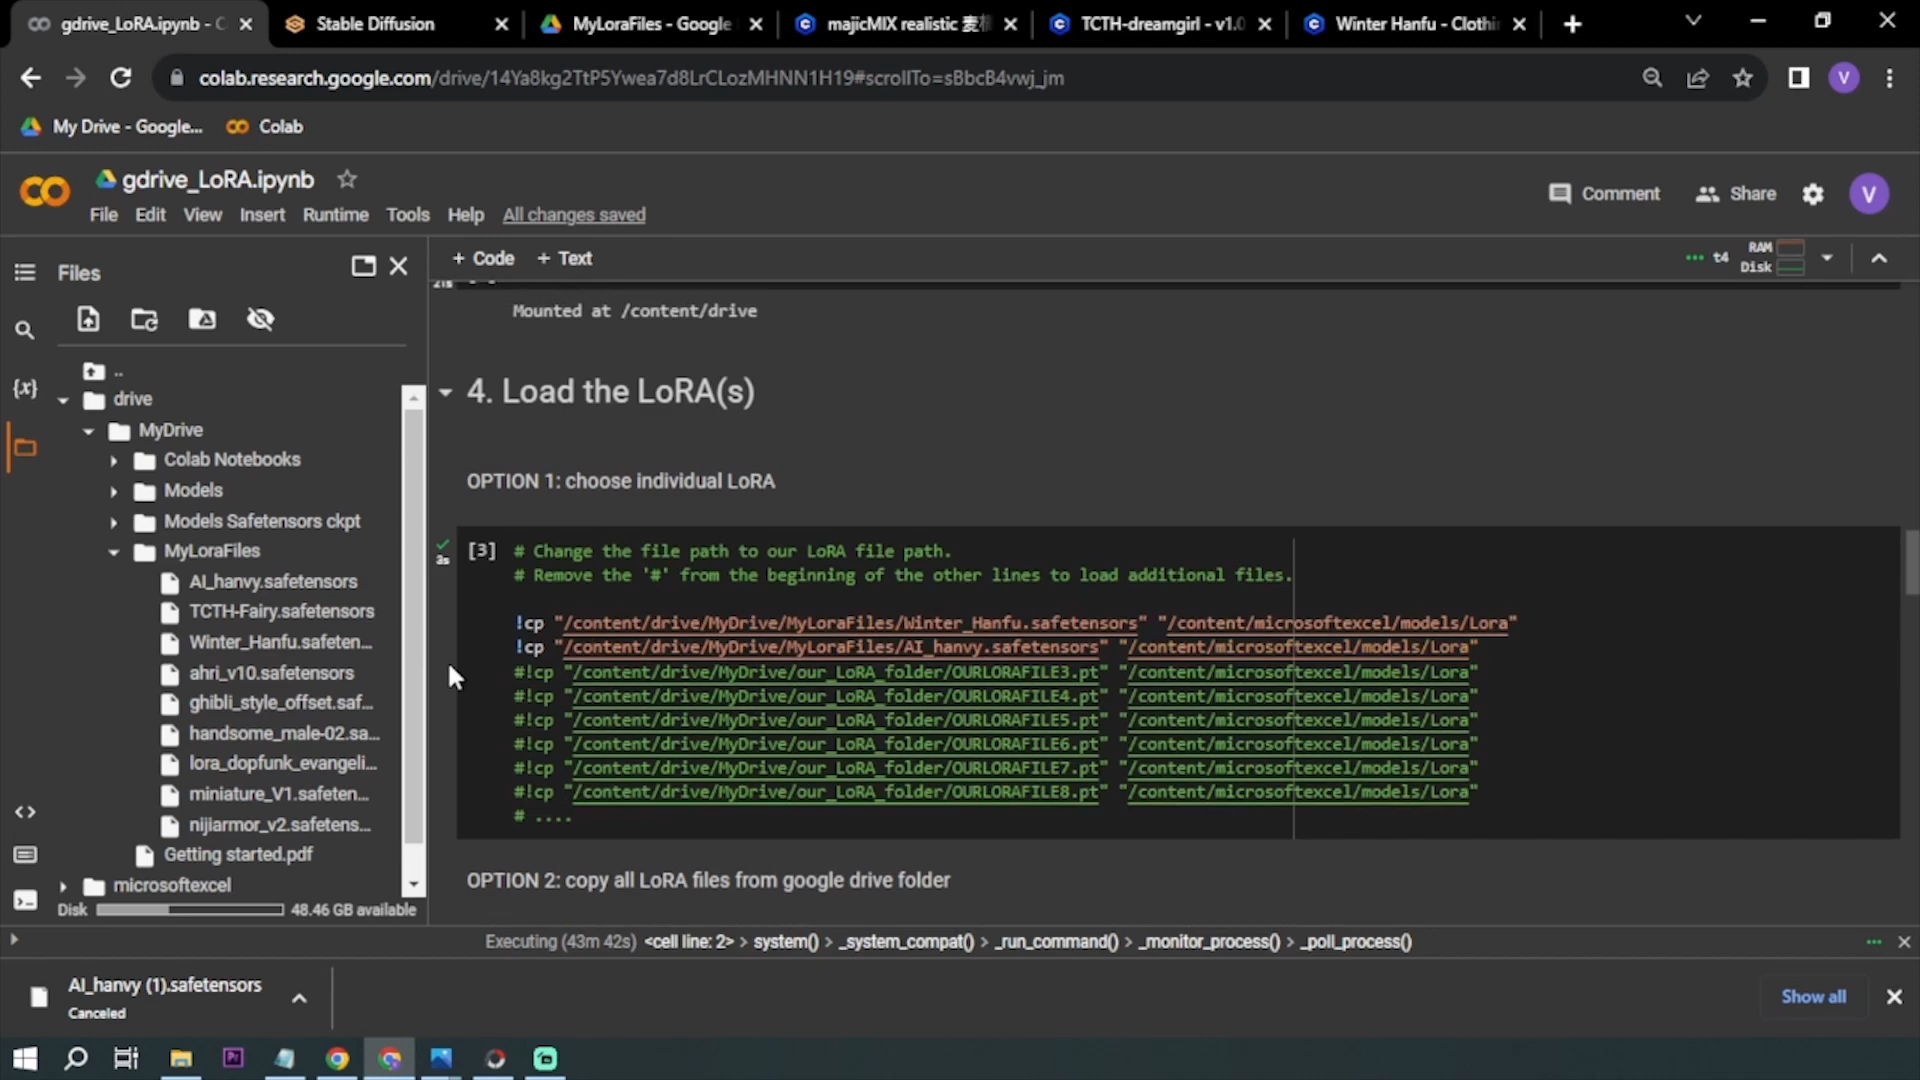 gdrive_LoRA.ipynb - C
Stable Diffusion
MyLoraFiles - Google
majicMIX realistic 麦
TCTH-dreamgirl - v1.0
Winter Hanfu - Clothi
colab.research.google.com/drive/14Ya8kg2TtP5Ywea7d8LrCLozMHNN1H19#scrollTo=sBbcB4vwj_jm
V
My Drive - Google...
Colab
gdrive_LoRA.ipynb
File Edit View Insert Runtime Tools Help All changes saved
Comment
Share
V
Files
+ Code + Text
t4
RAM
Disk
21s
Mounted at /content/drive
{x}
..
drive
MyDrive
Colab Notebooks
Models
Models Safetensors ckpt
MyLoraFiles
AI_hanvy.safetensors
TCTH-Fairy.safetensors
Winter_Hanfu.safeten...
ahri_v10.safetensors
ghibli_style_offset.saf...
handsome_male-02.sa...
lora_dopfunk_evangeli...
miniature_V1.safeten...
nijiarmor_v2.safetens...
Getting started.pdf
microsoftexcel
Disk
48.46 GB available
4. Load the LoRA(s)
OPTION 1: choose individual LoRA
3s
[3]
# Change the file path to our LoRA file path.
# Remove the '#' from the beginning of the other lines to load additional files.
!cp "/content/drive/MyDrive/MyLoraFiles/Winter_Hanfu.safetensors" "/content/microsoftexcel/models/Lora"
!cp "/content/drive/MyDrive/MyLoraFiles/AI_hanvy.safetensors" "/content/microsoftexcel/models/Lora"
#!cp "/content/drive/MyDrive/our_LoRA_folder/OURLORAFILE3.pt" "/content/microsoftexcel/models/Lora"
#!cp "/content/drive/MyDrive/our_LoRA_folder/OURLORAFILE4.pt" "/content/microsoftexcel/models/Lora"
#!cp "/content/drive/MyDrive/our_LoRA_folder/OURLORAFILE5.pt" "/content/microsoftexcel/models/Lora"
#!cp "/content/drive/MyDrive/our_LoRA_folder/OURLORAFILE6.pt" "/content/microsoftexcel/models/Lora"
#!cp "/content/drive/MyDrive/our_LoRA_folder/OURLORAFILE7.pt" "/content/microsoftexcel/models/Lora"
#!cp "/content/drive/MyDrive/our_LoRA_folder/OURLORAFILE8.pt" "/content/microsoftexcel/models/Lora"
# ....
OPTION 2: copy all LoRA files from google drive folder
Executing (43m 42s) <cell line: 2> > system() > _system_compat() > _run_command() > _monitor_process() > _poll_process()
AI_hanvy (1).safetensors
Canceled
Show all
Pr